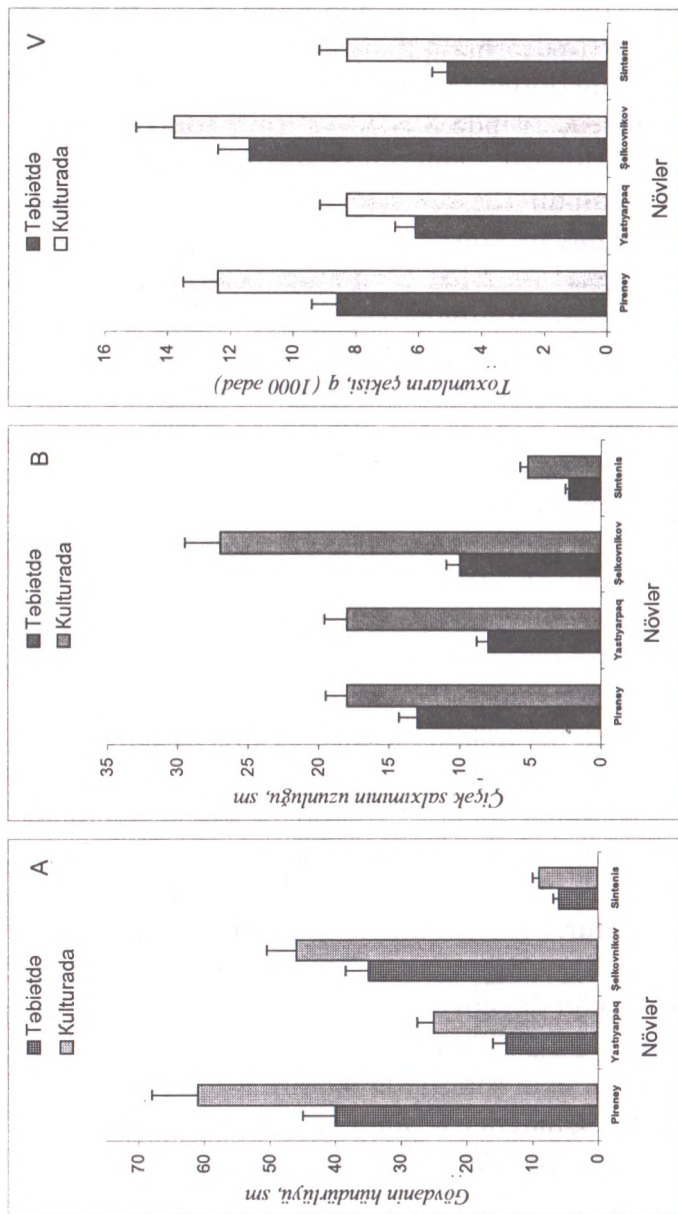 A
Təbiətdə
Kulturada
Gövdənin hündürlüyü, sm
70
60
50
40
30
20
10
0
Pireney
Yastıyarpaq
Şelkovnikov
Sintenis
Növlər
B
Təbiətdə
Kulturada
Çiçək salxımının uzunluğu, sm
35
30
25
20
15
10
5
0
Pireney
Yastıyarpaq
Şelkovnikov
Sintenis
Növlər
V
Təbiətdə
Kulturada
Toxumların çəkisi, q (1000 ədəd)
16
14
12
10
8
6
4
2
0
Pireney
Yastıyarpaq
Şelkovnikov
Sintenis
Növlər